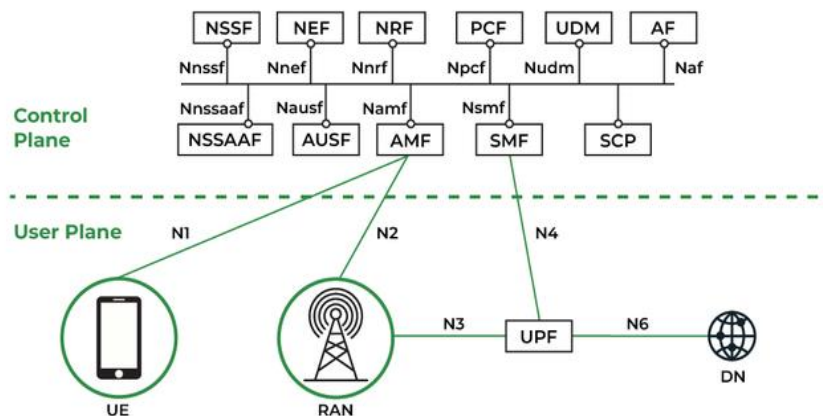 NSSF NEF NRF PCF UDM AF
Nnssf Nnef Nnrf Npcf Nudm Naf
Nnssaaf Nausf Namf Nsmf
Control
Plane
NSSAAF AUSF AMF SMF SCP
User Plane
N1 N2 N4
N3 N6
UPF
DN
UE RAN